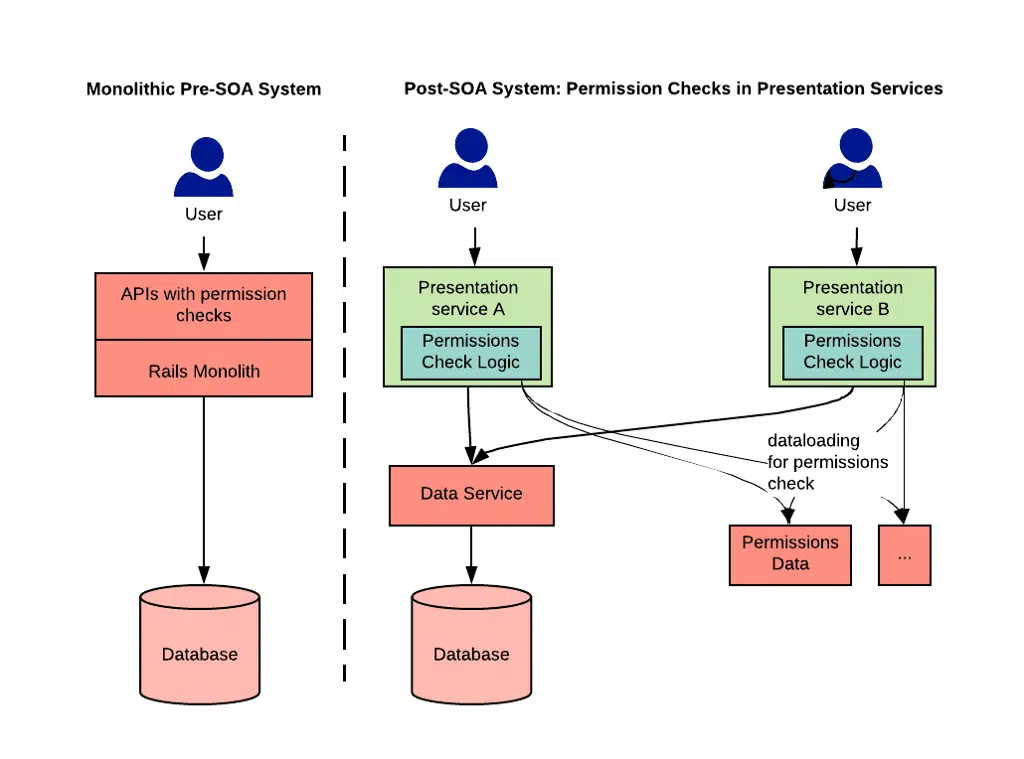 Monolithic Pre-SOA System
User
APIs with permission
checks
Rails Monolith
Database
Post-SOA System: Permission Checks in Presentation Services
User
User
Presentation
service A
Permissions
Check Logic
Presentation
service B
Permissions
Check Logic
dataloading
for permissions
check
Data Service
Permissions
Data
...
Database